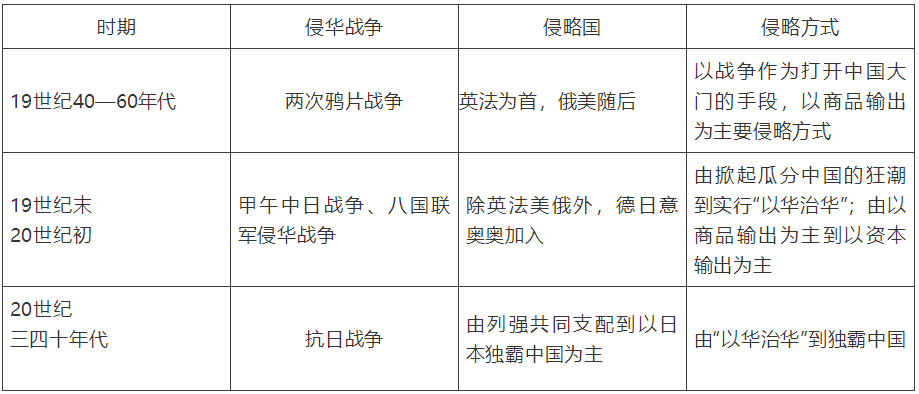 时期 侵华战争 侵略国 侵略方式
19世纪40—60年代
两次鸦片战争
英法为首，俄美随后
以战争作为打开中国大
门的手段，以商品输出
为主要侵略方式
19世纪末
20世纪初
甲午中日战争、八国联
军侵华战争
除英法美俄外，德日意
奥奥加入
由掀起瓜分中国的狂潮
到实行“以华治华”；由以
商品输出为主到以资本
输出为主
20世纪
三四十年代
抗日战争
由列强共同支配到以日
本独霸中国为主
由“以华治华”到独霸中国